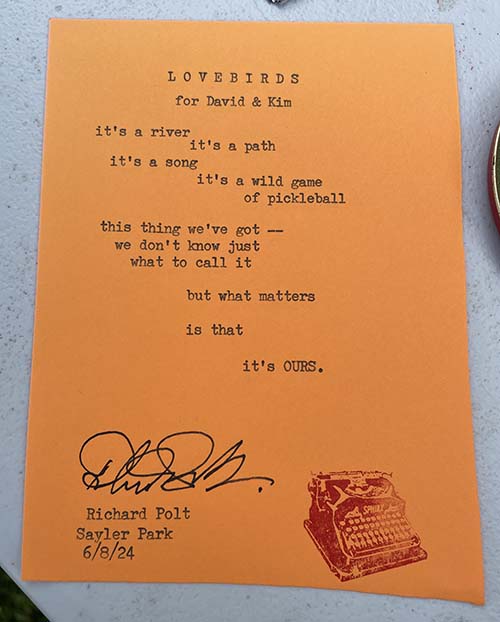 L O V E B I R D S
for David & Kim
it's a river
it's a path
it's a song
it's a wild game
of pickleball
this thing we've got --
we don't know just
what to call it
but what matters
is that
it's OURS.
Richard Polt
Sayler Park
6/8/24